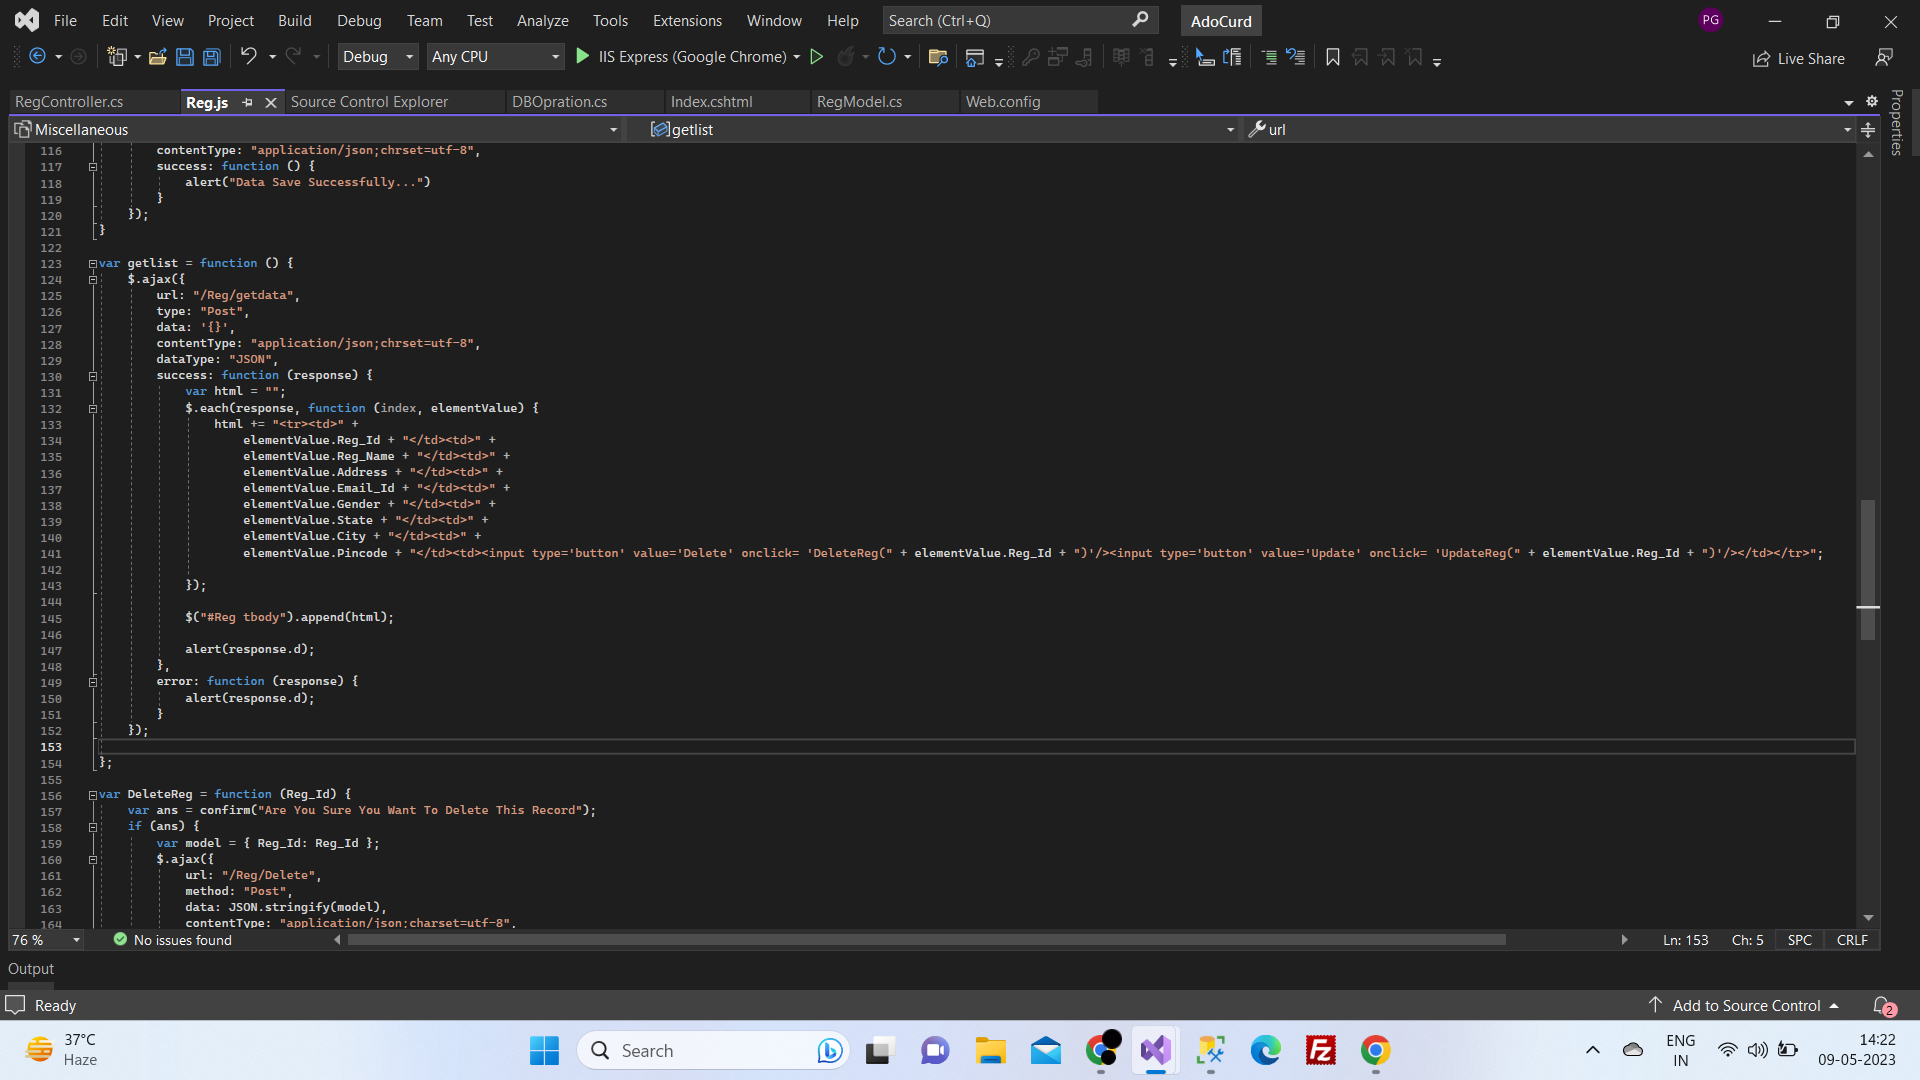 File Edit View Project Build Debug Team Test Analyze Tools Extensions Window Help Search (Ctrl+Q) AdoCurd PG
Debug Any CPU IIS Express (Google Chrome) Live Share
RegController.cs Reg.js Source Control Explorer DBOpration.cs Index.cshtml RegModel.cs Web.config
Properties
Miscellaneous getlist url
116 contentType: "application/json;chrset=utf-8",
117 success: function () {
118 alert("Data Save Successfully...")
119 }
120 });
121 }
122
123 var getlist = function () {
124 $.ajax({
125 url: "/Reg/getdata",
126 type: "Post",
127 data: '{}',
128 contentType: "application/json;chrset=utf-8",
129 dataType: "JSON",
130 success: function (response) {
131 var html = "";
132 $.each(response, function (index, elementValue) {
133 html += "<tr><td>" +
134 elementValue.Reg_Id + "</td><td>" +
135 elementValue.Reg_Name + "</td><td>" +
136 elementValue.Address + "</td><td>" +
137 elementValue.Email_Id + "</td><td>" +
138 elementValue.Gender + "</td><td>" +
139 elementValue.State + "</td><td>" +
140 elementValue.City + "</td><td>" +
141 elementValue.Pincode + "</td><td><input type='button' value='Delete' onclick= 'DeleteReg(" + elementValue.Reg_Id + ")'/><input type='button' value='Update' onclick= 'UpdateReg(" + elementValue.Reg_Id + ")'/></td></tr>";
142
143 });
144
145 $("#Reg tbody").append(html);
146
147 alert(response.d);
148 },
149 error: function (response) {
150 alert(response.d);
151 }
152 });
153
154 };
155
156 var DeleteReg = function (Reg_Id) {
157 var ans = confirm("Are You Sure You Want To Delete This Record");
158 if (ans) {
159 var model = { Reg_Id: Reg_Id };
160 $.ajax({
161 url: "/Reg/Delete",
162 method: "Post",
163 data: JSON.stringify(model),
164 contentType: "application/json;charset=utf-8",
76 % No issues found Ln: 153 Ch: 5 SPC CRLF
Output
Ready Add to Source Control 2
37°C
Haze
Search
ENG
IN
14:22
09-05-2023